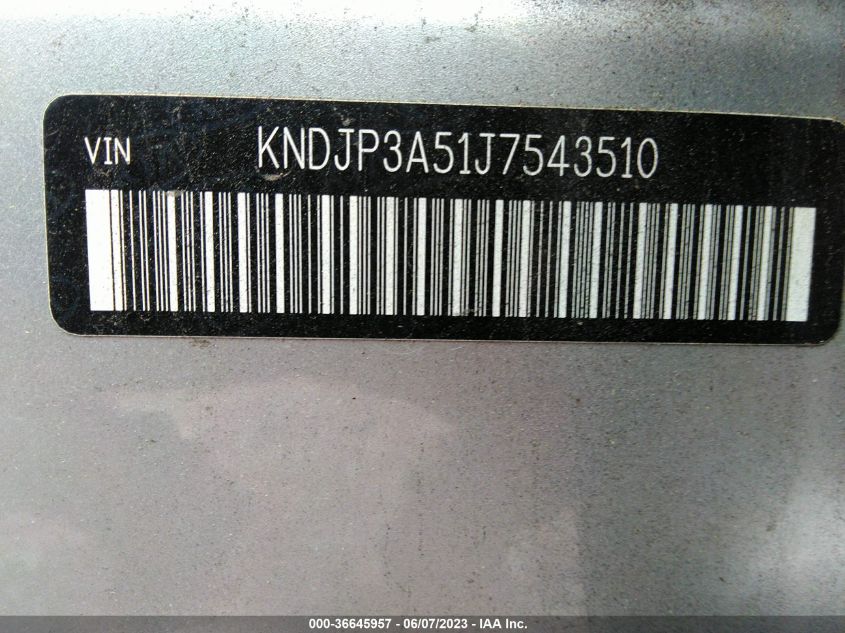 VIN KNDJP3A51J7543510
000-36645957 - 06/07/2023 - IAA Inc.